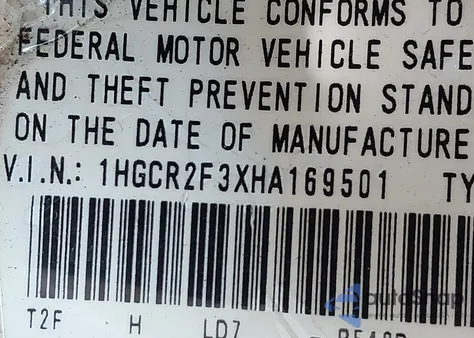 THIS VEHICLE CONFORMS TO
FEDERAL MOTOR VEHICLE SAFE
AND THEFT PREVENTION STAND
ON THE DATE OF MANUFACTURE
V.I.N.: 1HGCR2F3XHA169501 TY
T2F H LD7
AutoSnap